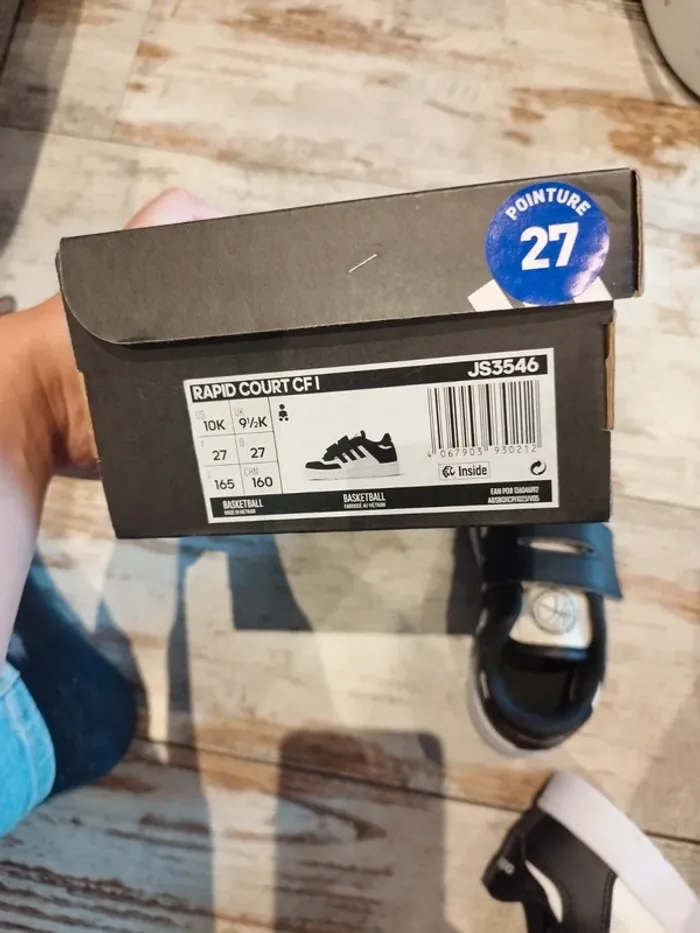 POINTURE
27
RAPID COURT CF I
JS3546
US
10K
UK
9½K
F
27
D
27
J
165
CHN
160
4 067903 930212
Inside
BASKETBALL
MADE IN VIETNAM
BASKETBALL
FABRIQUÉ AU VIETNAM